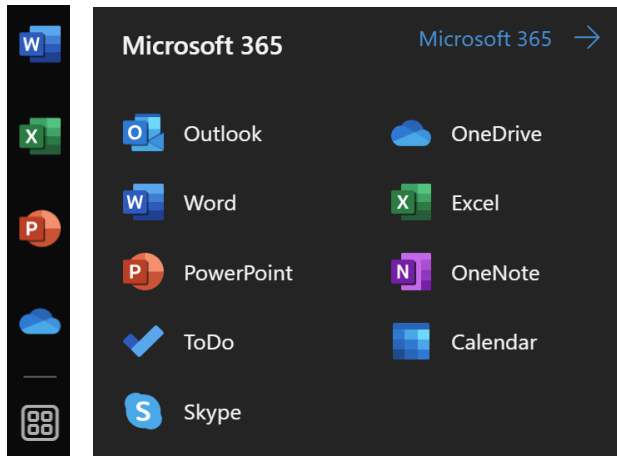 W
X
P
Microsoft 365
Microsoft 365
O Outlook
OneDrive
W Word
X Excel
P PowerPoint
N OneNote
ToDo
Calendar
S Skype